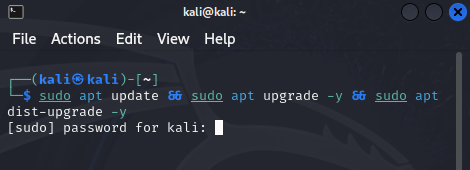 kali@kali: ~
File Actions Edit View Help
┌──(kali㉿kali)-[~]
└─$ sudo apt update && sudo apt upgrade -y && sudo apt
dist-upgrade -y
[sudo] password for kali: